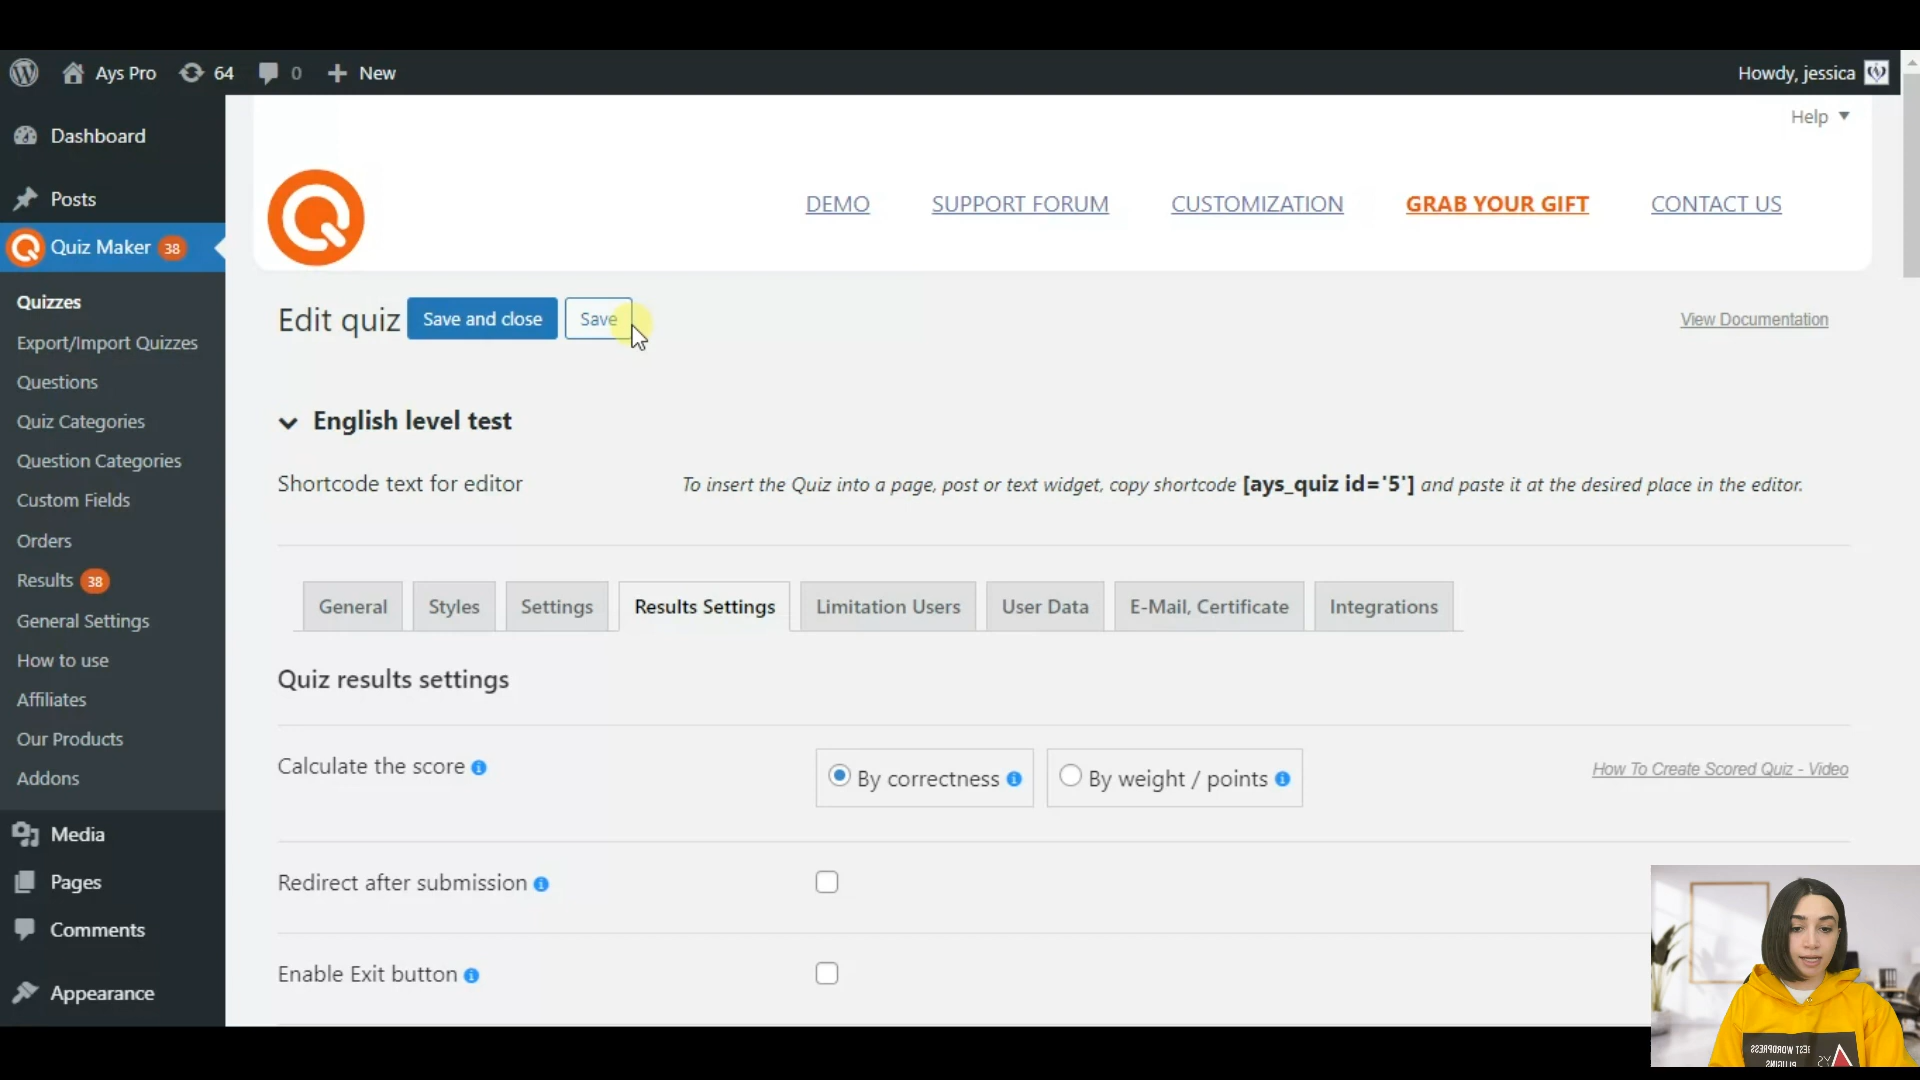 Ays Pro
64
0
New
Howdy, jessica
Help
Dashboard
Posts
Quiz Maker 38
Quizzes
Export/Import Quizzes
Questions
Quiz Categories
Question Categories
Custom Fields
Orders
Results 38
General Settings
How to use
Affiliates
Our Products
Addons
Media
Pages
Comments
Appearance
DEMO
SUPPORT FORUM
CUSTOMIZATION
GRAB YOUR GIFT
CONTACT US
Edit quiz
Save and close
Save
View Documentation
English level test
Shortcode text for editor
To insert the Quiz into a page, post or text widget, copy shortcode [ays_quiz id='5'] and paste it at the desired place in the editor.
General
Styles
Settings
Results Settings
Limitation Users
User Data
E-Mail, Certificate
Integrations
Quiz results settings
Calculate the score
By correctness
By weight / points
How To Create Scored Quiz - Video
Redirect after submission
Enable Exit button